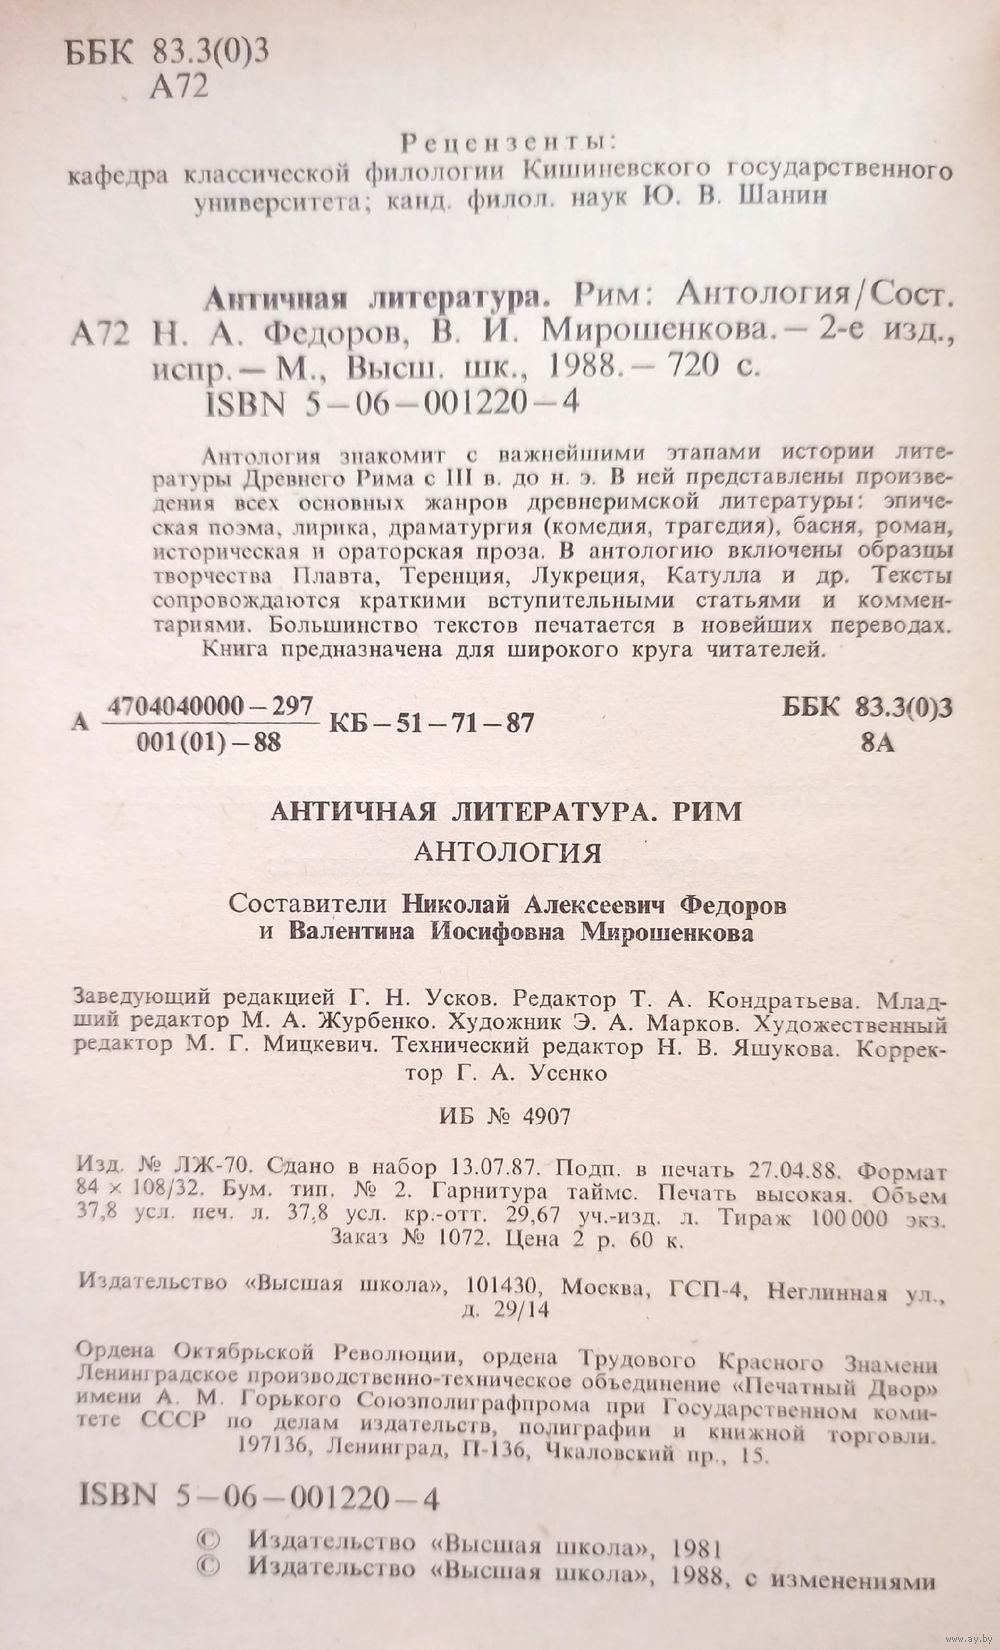 ББК 83.3(0)3
А72
Рецензенты:
кафедра классической филологии Кишиневского государственного
университета; канд. филол. наук Ю. В. Шанин
Античная литература. Рим: Антология/Сост.
А72 Н. А. Федоров, В. И. Мирошенкова.— 2-е изд.,
испр.— М., Высш. шк., 1988.— 720 с.
ISBN 5—06—001220—4
Антология знакомит с важнейшими этапами истории лите-
ратуры Древнего Рима с III в. до н. э. В ней представлены произве-
дения всех основных жанров древнеримской литературы: эпиче-
ская поэма, лирика, драматургия (комедия, трагедия), басня, роман,
историческая и ораторская проза. В антологию включены образцы
творчества Плавта, Теренция, Лукреция, Катулла и др. Тексты
сопровождаются краткими вступительными статьями и коммен-
тариями. Большинство текстов печатается в новейших переводах.
Книга предназначена для широкого круга читателей.
А 4704040000—297
001(01)—88
КБ—51—71—87
ББК 83.3(0)3
8А
АНТИЧНАЯ ЛИТЕРАТУРА. РИМ
АНТОЛОГИЯ
Составители Николай Алексеевич Федоров
и Валентина Иосифовна Мирошенкова
Заведующий редакцией Г. Н. Усков. Редактор Т. А. Кондратьева. Млад-
ший редактор М. А. Журбенко. Художник Э. А. Марков. Художественный
редактор М. Г. Мицкевич. Технический редактор Н. В. Яшукова. Коррек-
тор Г. А. Усенко
ИБ № 4907
Изд. № ЛЖ-70. Сдано в набор 13.07.87. Подп. в печать 27.04.88. Формат
84 × 108/32. Бум. тип. № 2. Гарнитура таймс. Печать высокая. Объем
37,8 усл. печ. л. 37,8 усл. кр.-отт. 29,67 уч.-изд. л. Тираж 100 000 экз.
Заказ № 1072. Цена 2 р. 60 к.
Издательство «Высшая школа», 101430, Москва, ГСП-4, Неглинная ул.,
д. 29/14
Ордена Октябрьской Революции, ордена Трудового Красного Знамени
Ленинградское производственно-техническое объединение «Печатный Двор»
имени А. М. Горького Союзполиграфпрома при Государственном коми-
тете СССР по делам издательств, полиграфии и книжной торговли.
197136, Ленинград, П-136, Чкаловский пр., 15.
ISBN 5—06—001220—4
© Издательство «Высшая школа», 1981
© Издательство «Высшая школа», 1988, с изменениями
www.ay.by